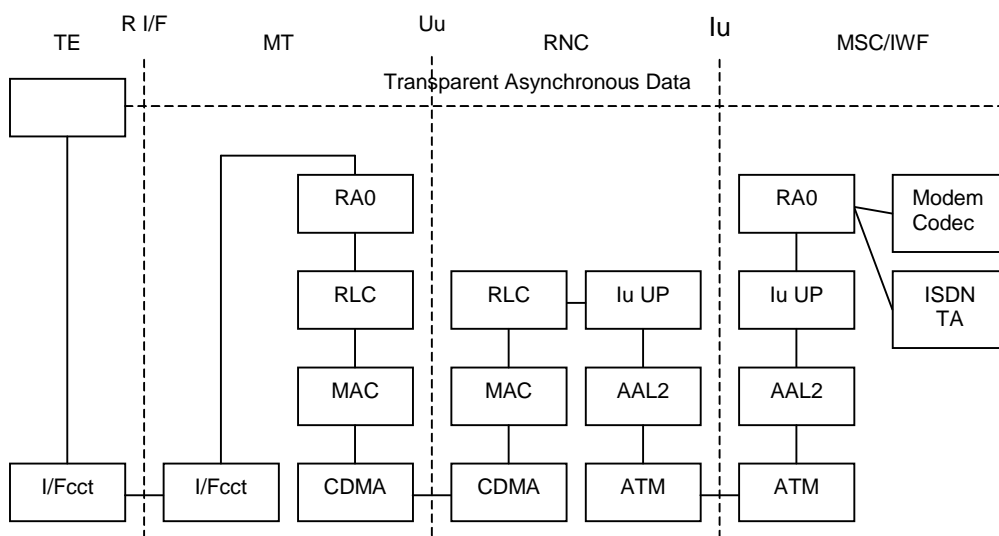 R I/F Uu Iu
TE MT RNC MSC/IWF
Transparent Asynchronous Data
RA0 RA0 Modem
Codec
RLC RLC Iu UP Iu UP ISDN
TA
MAC MAC AAL2 AAL2
I/Fcct I/Fcct CDMA CDMA ATM ATM